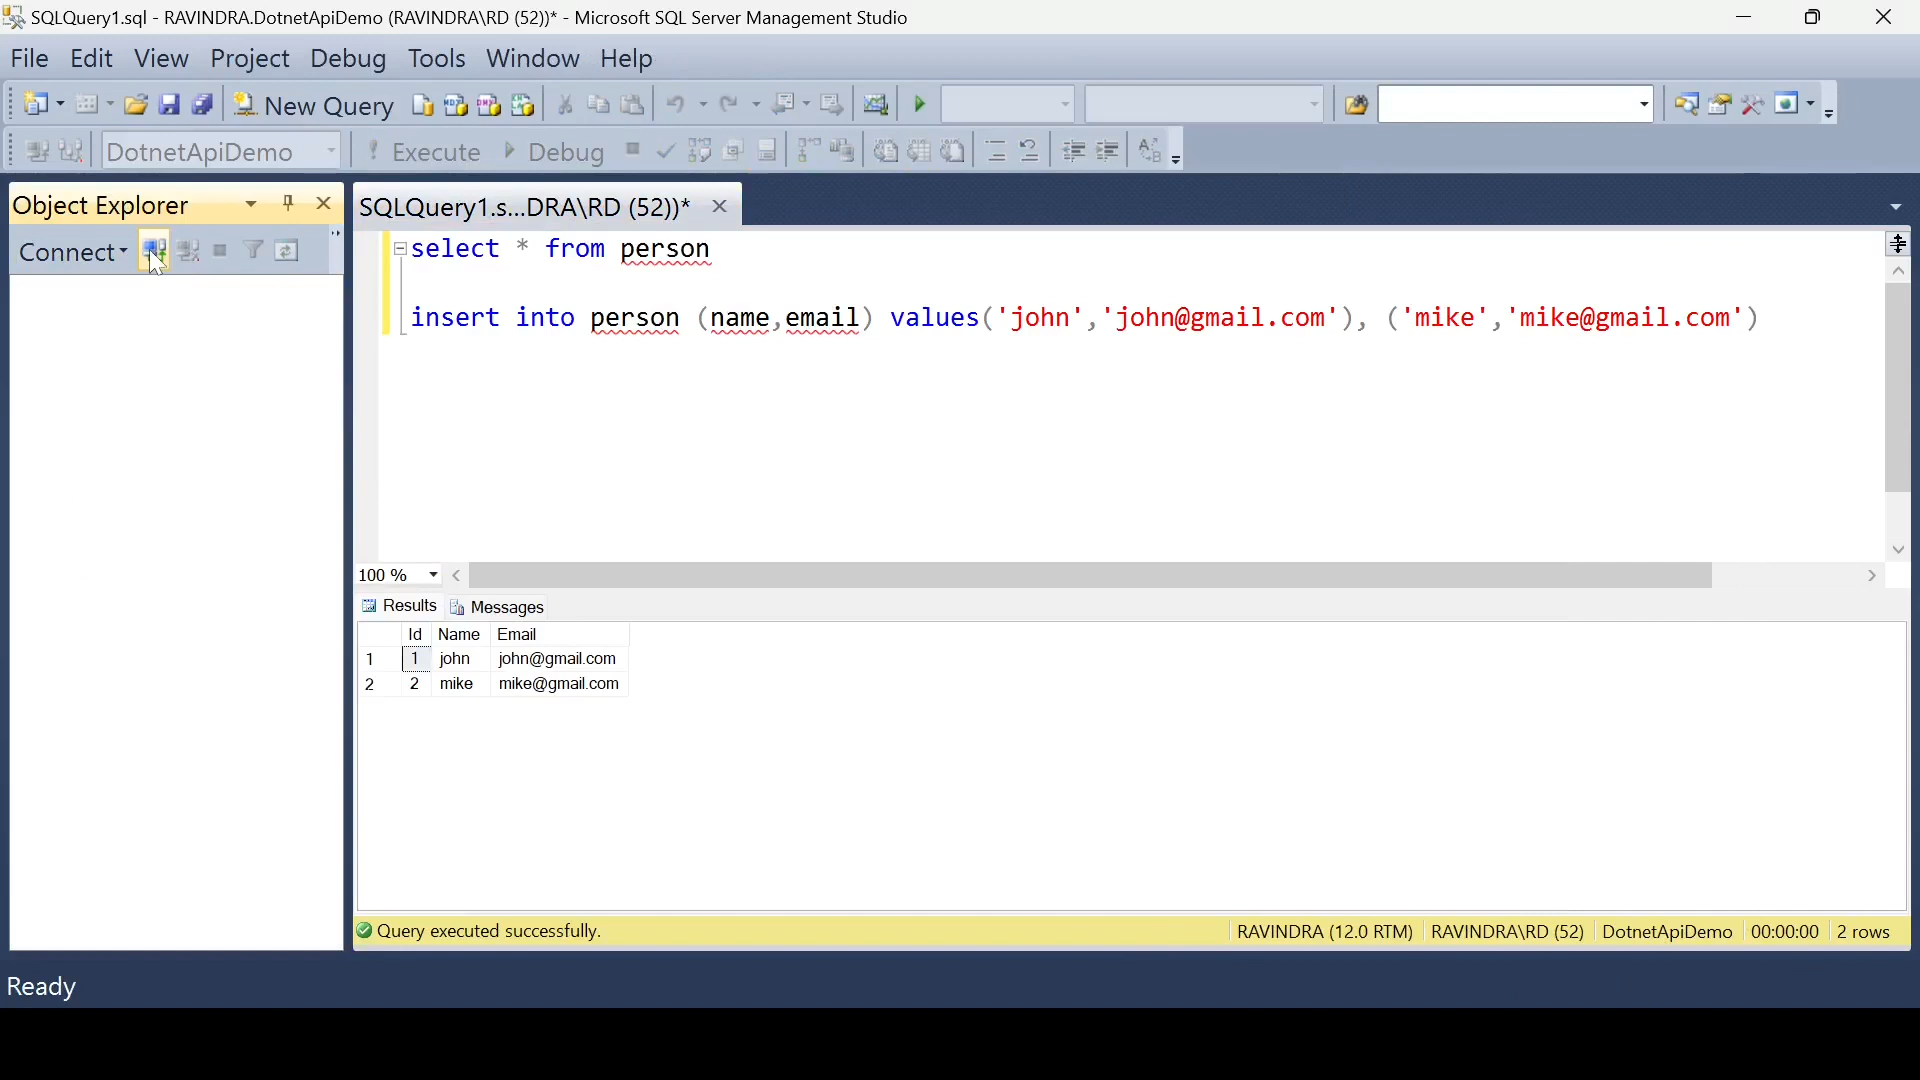 SQLQuery1.sql - RAVINDRA.DotnetApiDemo (RAVINDRA\RD (52))* - Microsoft SQL Server Management Studio
File Edit View Project Debug Tools Window Help
New Query
DotnetApiDemo Execute Debug
Object Explorer
SQLQuery1.s...DRA\RD (52))*
Connect
select * from person
insert into person (name,email) values('john','john@gmail.com'), ('mike','mike@gmail.com')
100 %
Results Messages
Id Name Email
1 1 john john@gmail.com
2 2 mike mike@gmail.com
Query executed successfully. RAVINDRA (12.0 RTM) RAVINDRA\RD (52) DotnetApiDemo 00:00:00 2 rows
Ready